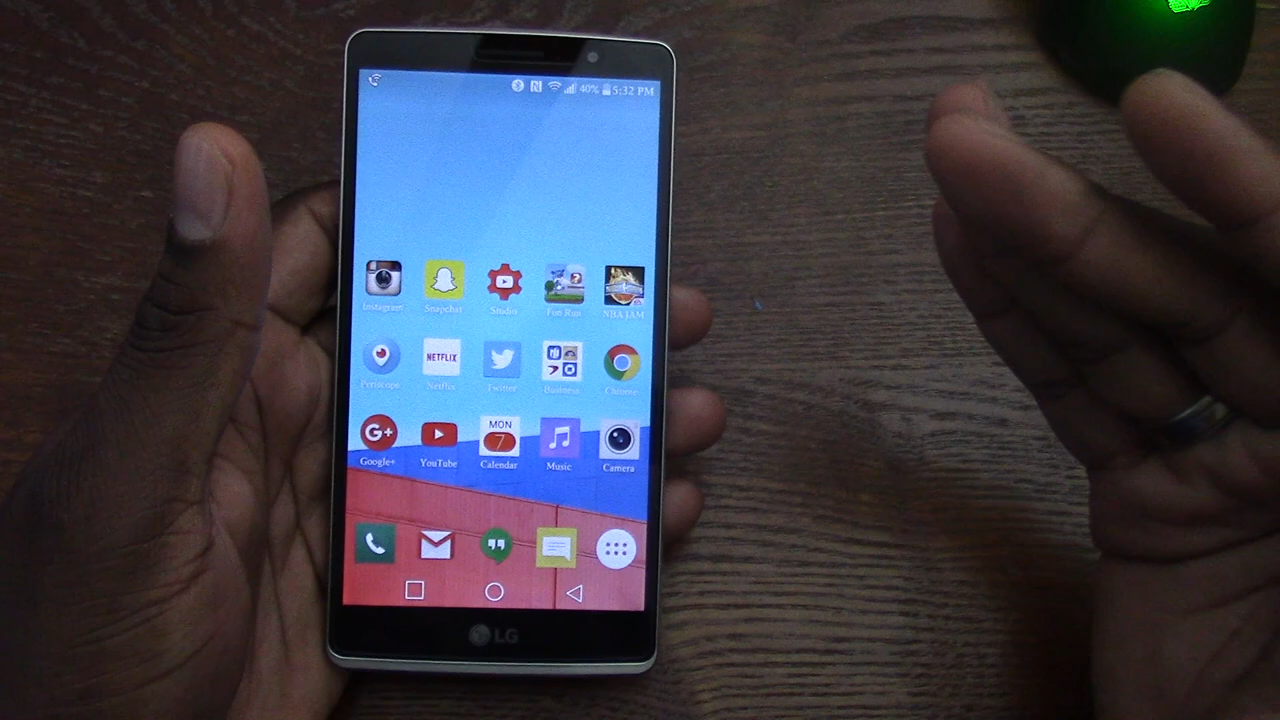 40% 5:32 PM
Instagram Snapchat Studio Fun Run NBA JAM
NETFLIX
Periscope Netflix Twitter Business Chrome
G+ MON
7
Google+ YouTube Calendar Music Camera
LG